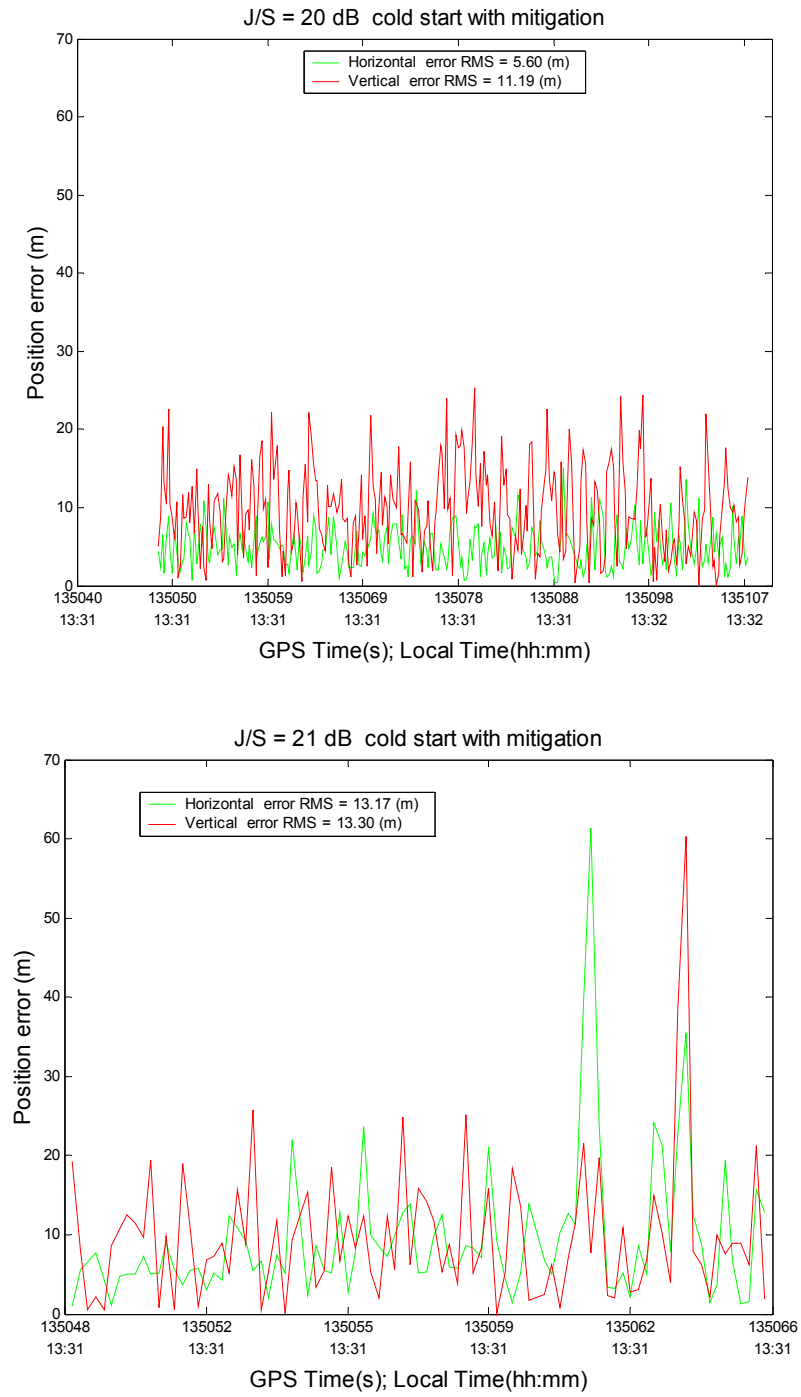 J/S = 20 dB cold start with mitigation
70
Horizontal error RMS = 5.60 (m)
Vertical error RMS = 11.19 (m)
60
50
40
30
20
10
0
Position error (m)
135040 135050 135059 135069 135078 135088 135098 135107
13:31 13:31 13:31 13:31 13:31 13:31 13:32 13:32
GPS Time(s); Local Time(hh:mm)
J/S = 21 dB cold start with mitigation
70
Horizontal error RMS = 13.17 (m)
Vertical error RMS = 13.30 (m)
60
50
40
30
20
10
0
Position error (m)
135048 135052 135055 135059 135062 135066
13:31 13:31 13:31 13:31 13:31 13:31
GPS Time(s); Local Time(hh:mm)